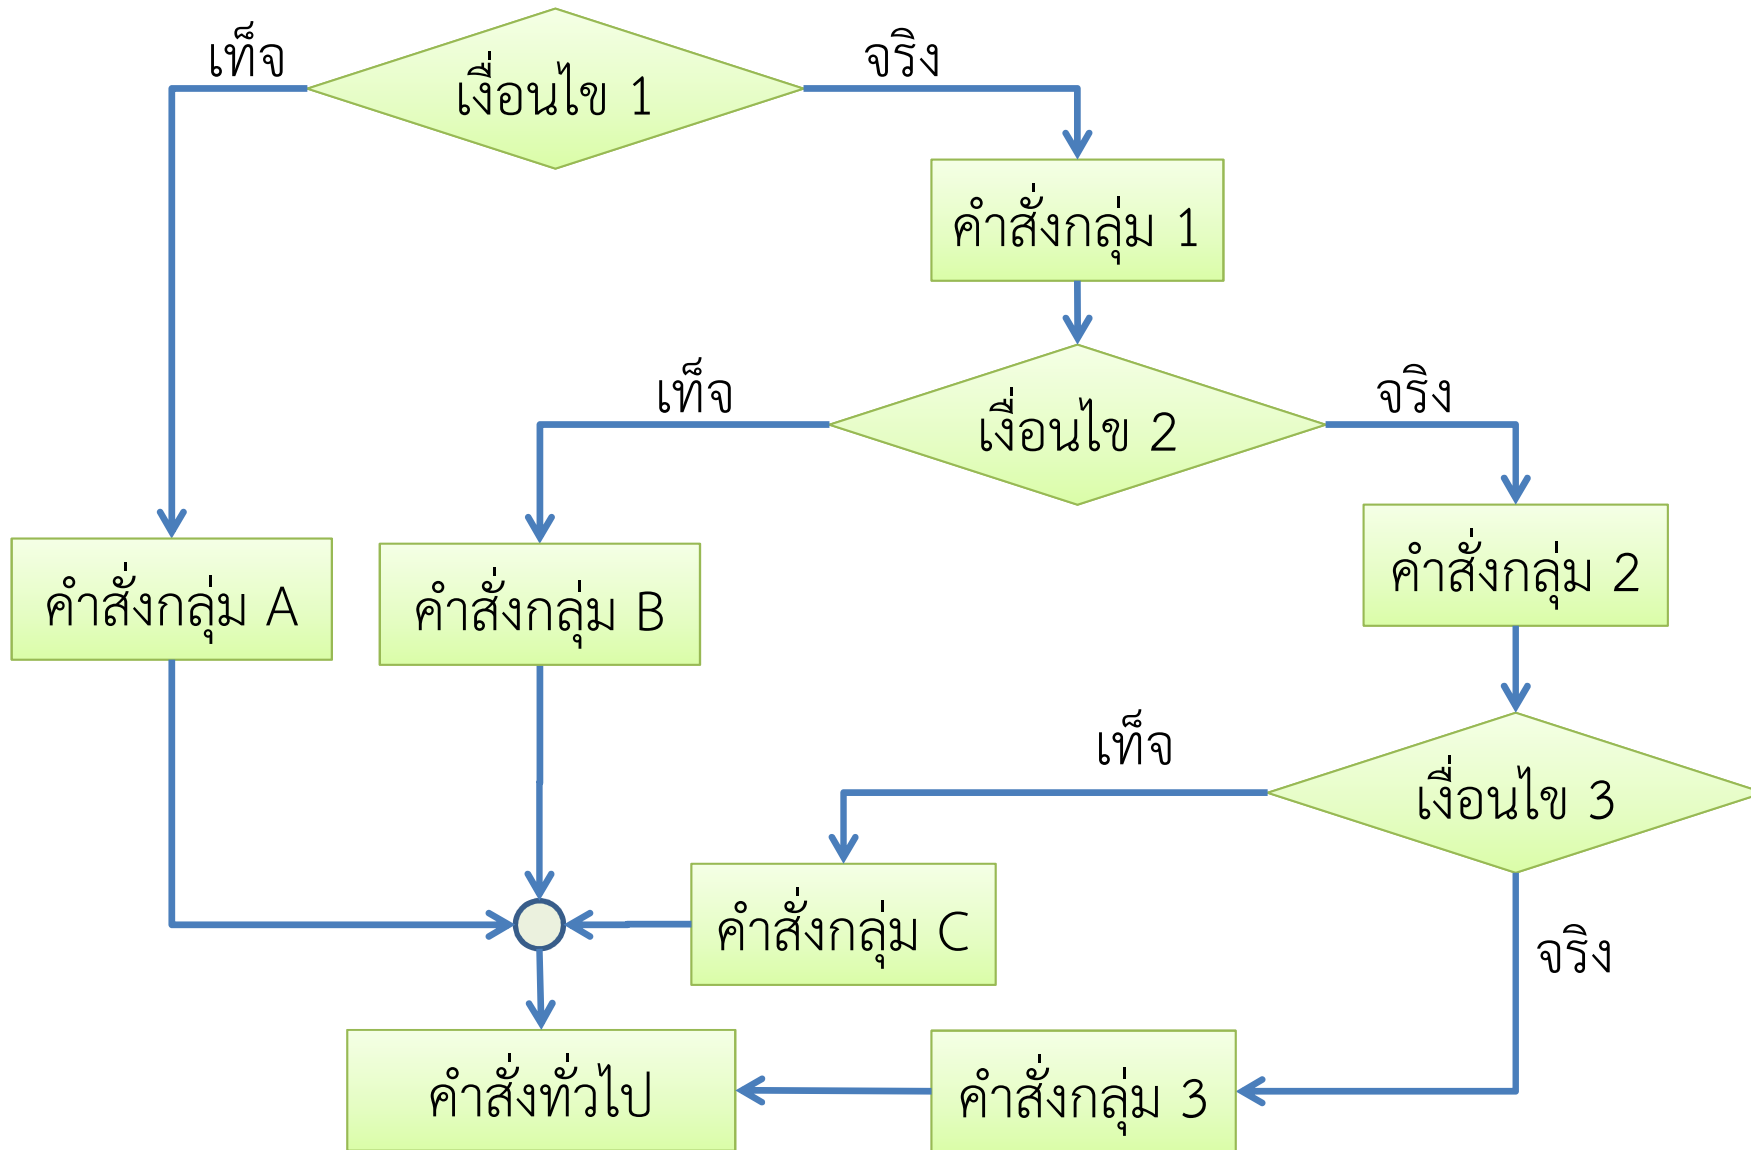 เท็จ
จริง
เงื่อนไข 1
คำสั่งกลุ่ม 1
เท็จ
จริง
เงื่อนไข 2
คำสั่งกลุ่ม 2
คำสั่งกลุ่ม A
คำสั่งกลุ่ม B
เท็จ
เงื่อนไข 3
คำสั่งกลุ่ม C
จริง
คำสั่งทั่วไป
คำสั่งกลุ่ม 3